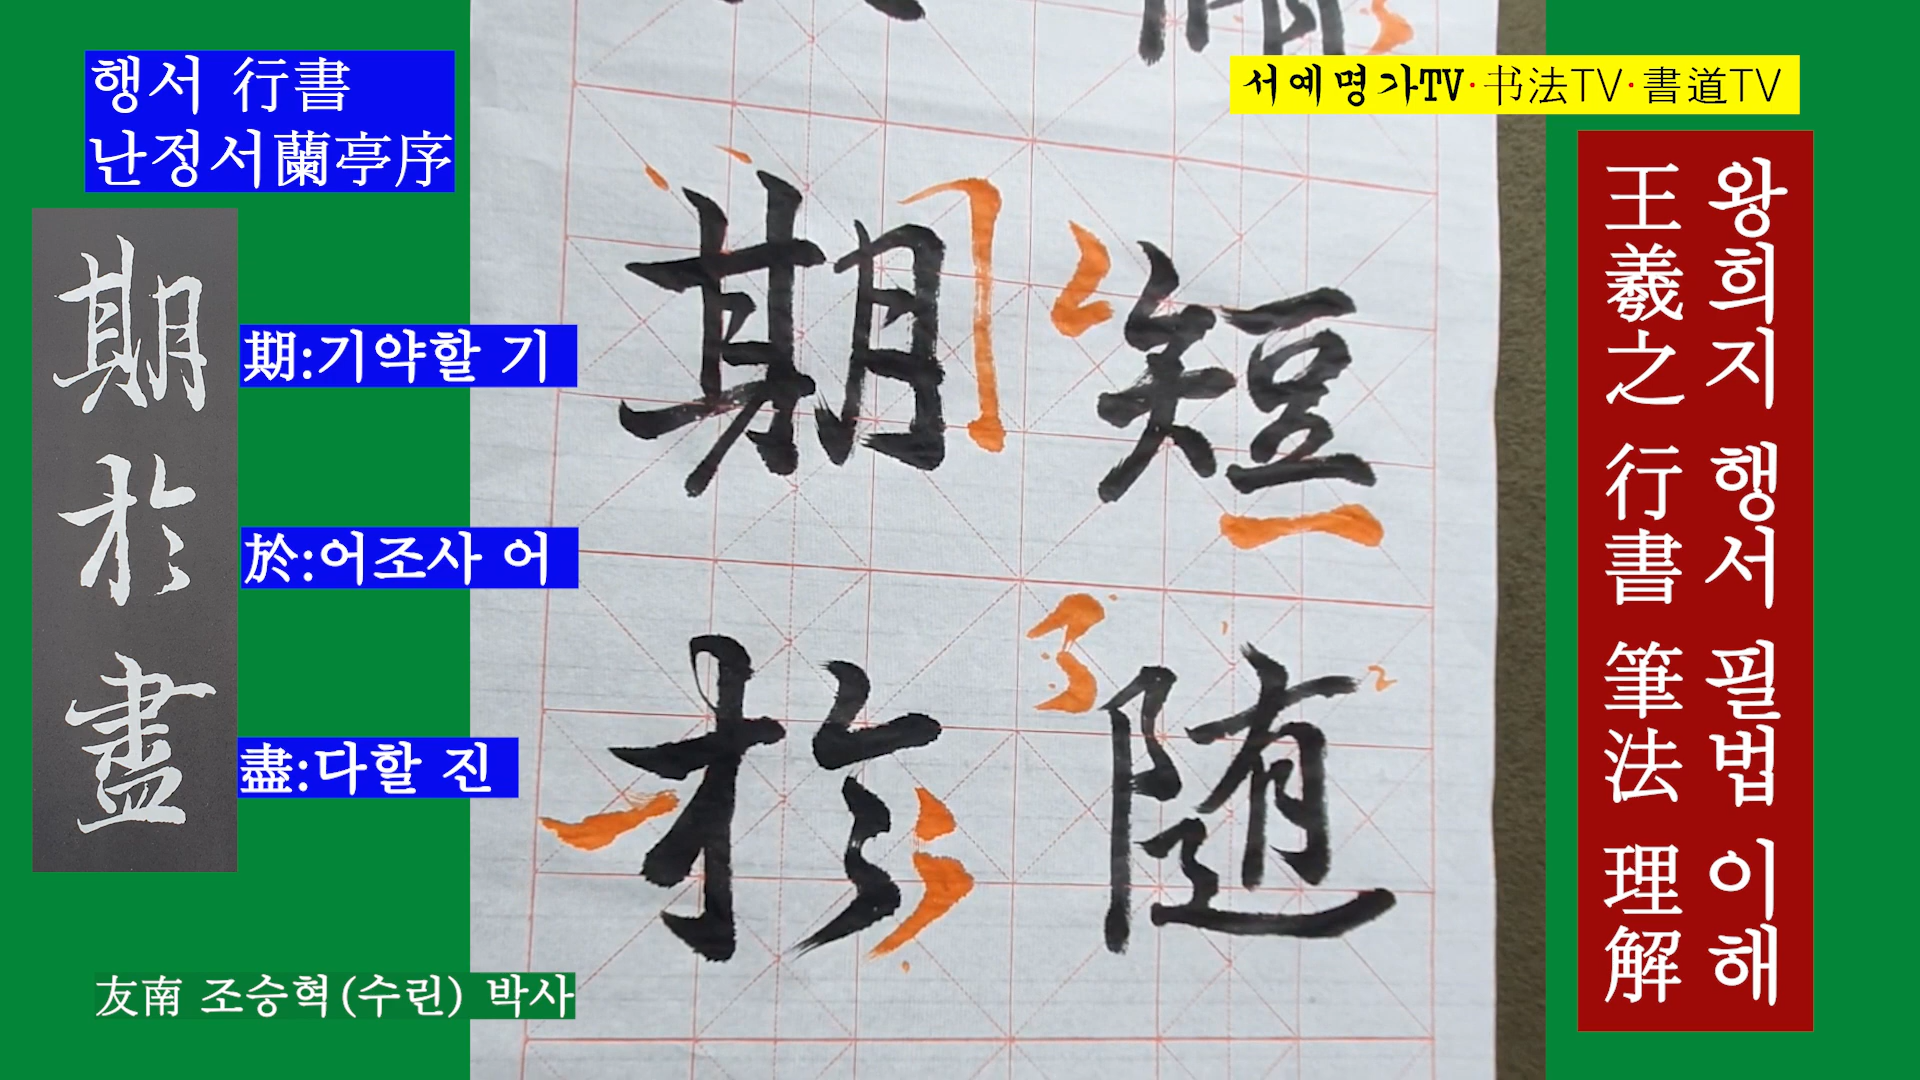 행서 行書
난정서蘭亭序
서예명가TV·书法TV·書道TV
期於盡
期:기약할 기
於:어조사 어
盡:다할 진
短随
期於
왕희지 행서 필법 이해
王羲之 行書 筆法 理解
友南 조승혁(수린) 박사